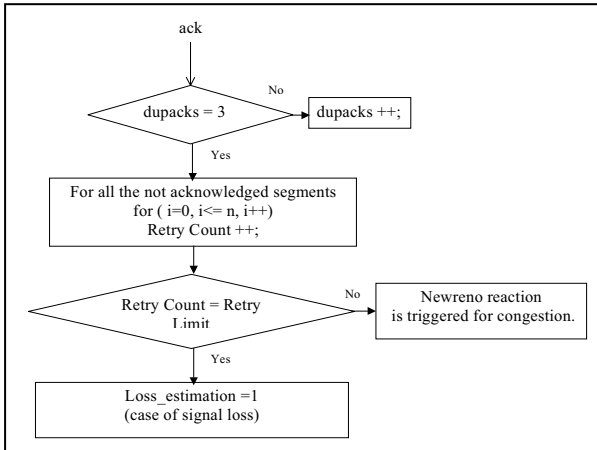 ack
No
dupacks = 3
dupacks ++;
Yes
For all the not acknowledged segments
for ( i=0, i<= n, i++)
Retry Count ++;
Retry Count = Retry
Limit
No
Newreno reaction
is triggered for congestion.
Yes
Loss_estimation =1
(case of signal loss)